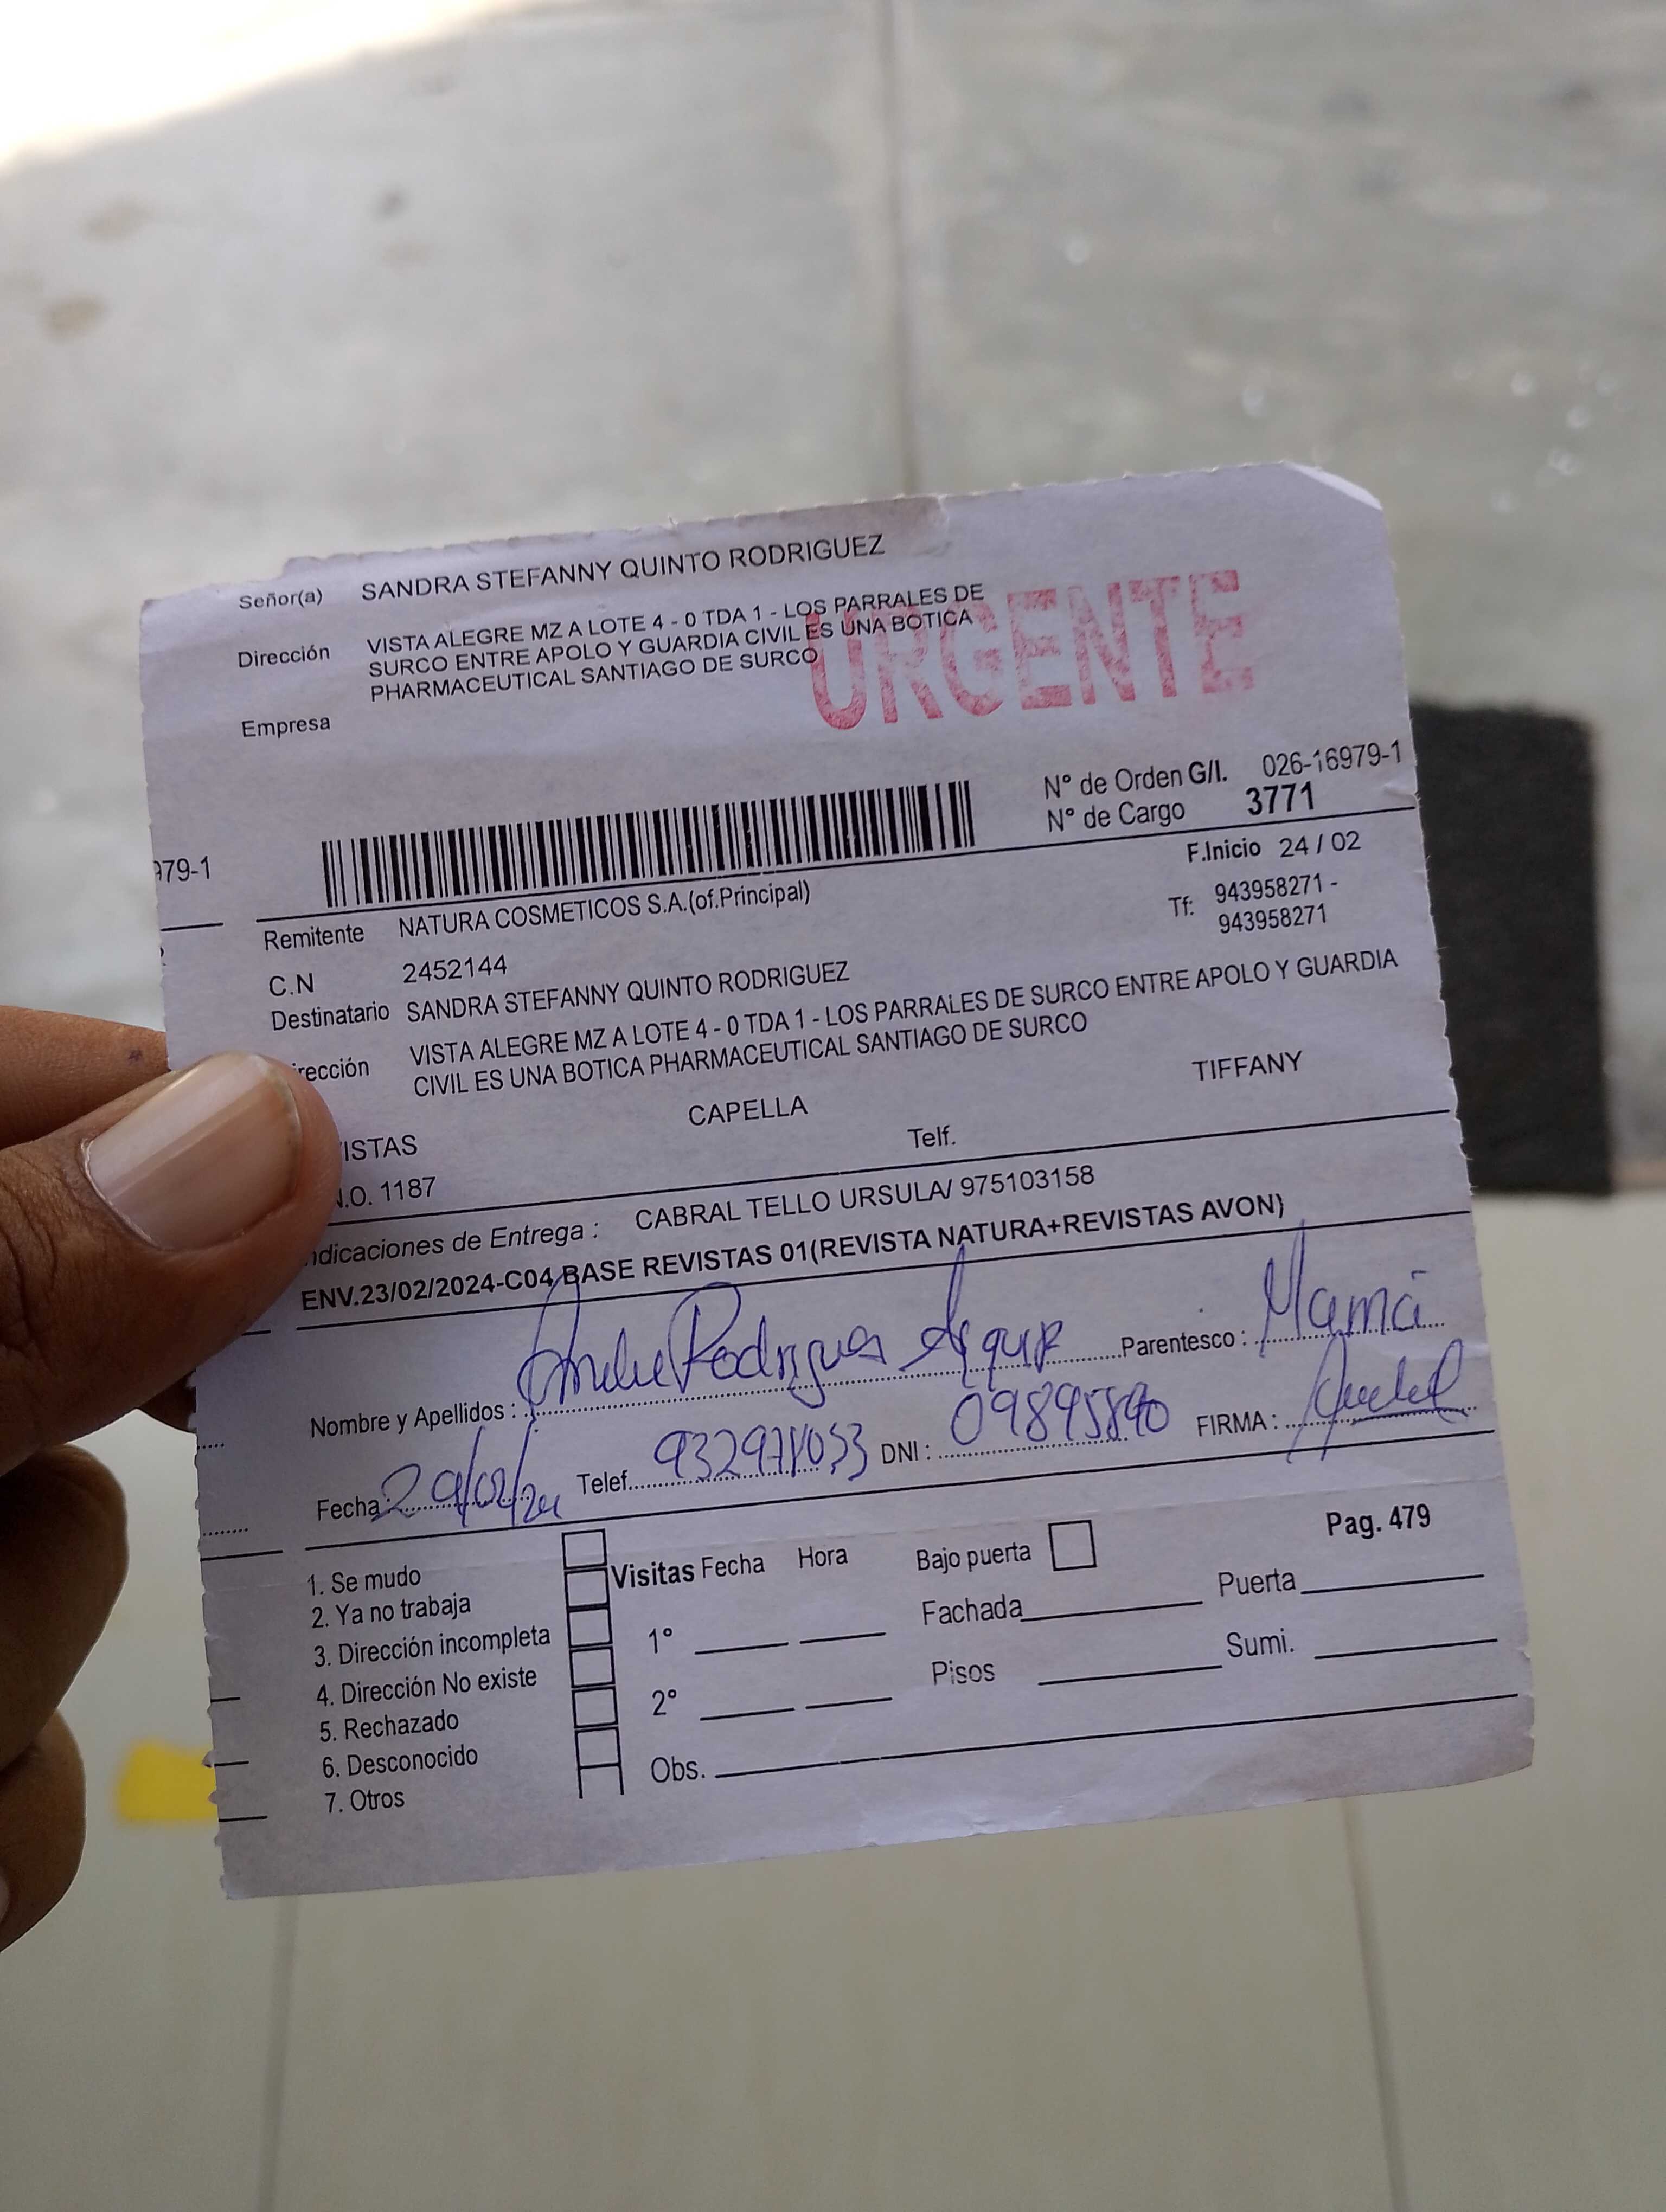 Señor(a) SANDRA STEFANNY QUINTO RODRIGUEZ
Dirección VISTA ALEGRE MZ A LOTE 4 - 0 TDA 1 - LOS PARRALES DE
SURCO ENTRE APOLO Y GUARDIA CIVIL ES UNA BOTICA
PHARMACEUTICAL SANTIAGO DE SURCO
URGENTE
Empresa
N° de Orden G/I. 026-16979-1
N° de Cargo 3771
979-1
F.Inicio 24 / 02
Remitente NATURA COSMETICOS S.A.(of.Principal)
Tf: 943958271 -
943958271
C.N 2452144
Destinatario SANDRA STEFANNY QUINTO RODRIGUEZ
irección VISTA ALEGRE MZ A LOTE 4 - 0 TDA 1 - LOS PARRALES DE SURCO ENTRE APOLO Y GUARDIA
CIVIL ES UNA BOTICA PHARMACEUTICAL SANTIAGO DE SURCO
ISTAS CAPELLA TIFFANY
.O. 1187 Telf.
ndicaciones de Entrega : CABRAL TELLO URSULA/ 975103158
ENV.23/02/2024-C04 BASE REVISTAS 01(REVISTA NATURA+REVISTAS AVON)
Nombre y Apellidos : Rodriguez Parentesco : Mamá
Fecha : Telef. DNI : FIRMA :
Pag. 479
1. Se mudo
2. Ya no trabaja
3. Dirección incompleta
4. Dirección No existe
5. Rechazado
6. Desconocido
7. Otros
Visitas Fecha Hora
1°
2°
Obs.
Bajo puerta
Fachada Puerta
Pisos Sumi.